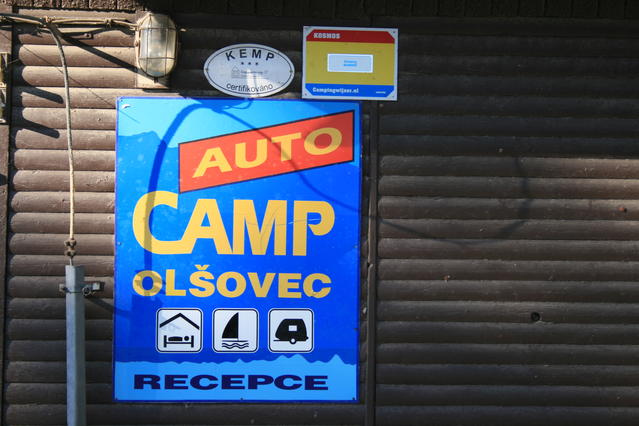 KEMP
certifikováno
KOSMOS
Campingwijzer.nl
AUTO
CAMP
OLŠOVEC
RECEPCE